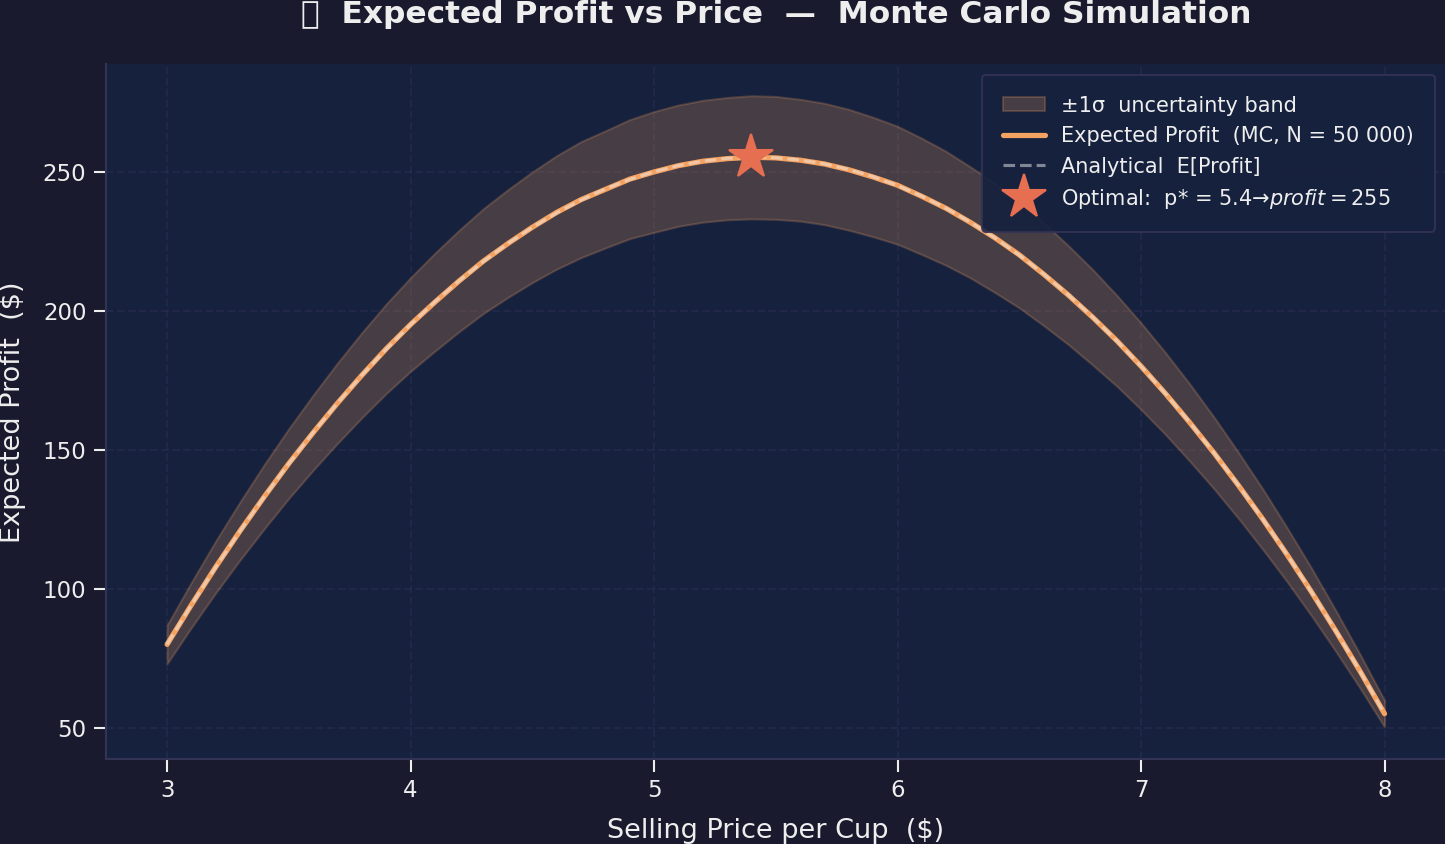 Expected Profit vs Price — Monte Carlo Simulation
±1σ uncertainty band
Expected Profit (MC, N = 50 000)
Analytical E[Profit]
Optimal: p* = 5.4→profit = 255
Expected Profit ($)
250
200
150
100
50
3 4 5 6 7 8
Selling Price per Cup ($)